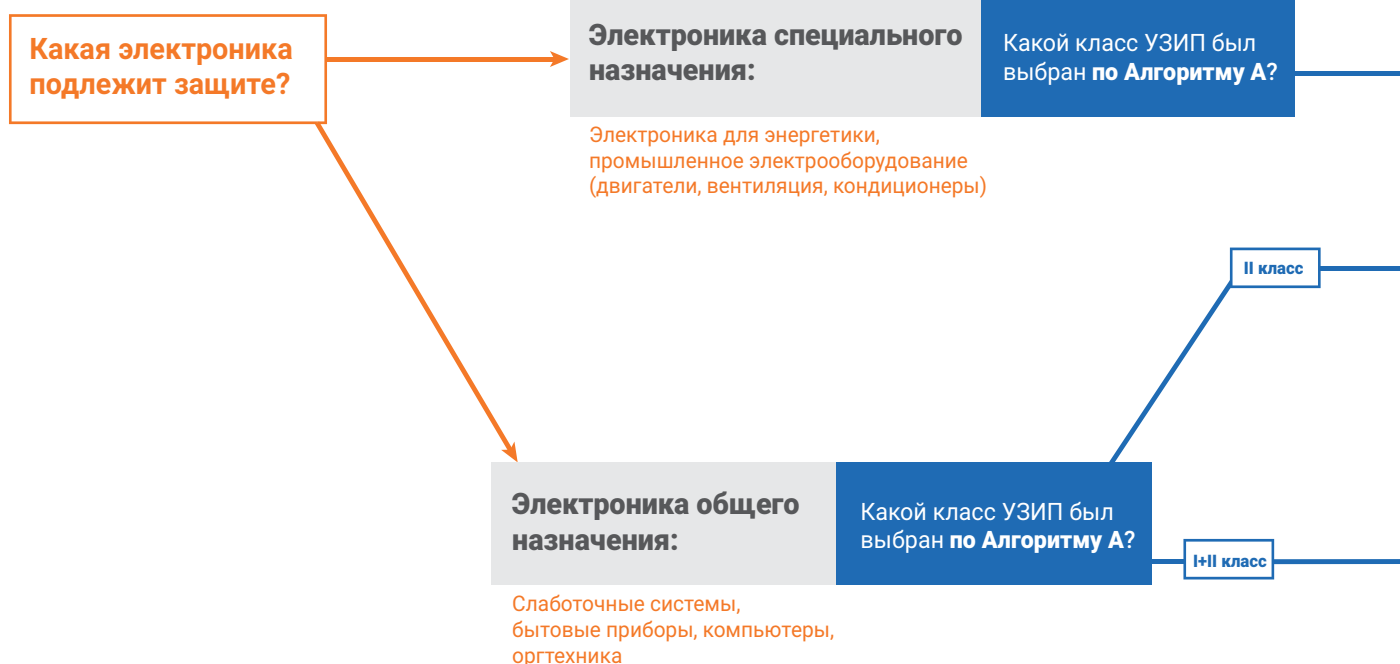 Какая электроника
подлежит защите?
Электроника специального
назначения:
Какой класс УЗИП был
выбран по Алгоритму А?
Электроника для энергетики,
промышленное электрооборудование
(двигатели, вентиляция, кондиционеры)
II класс
Электроника общего
назначения:
Какой класс УЗИП был
выбран по Алгоритму А?
I+II класс
Слаботочные системы,
бытовые приборы, компьютеры,
оргтехника